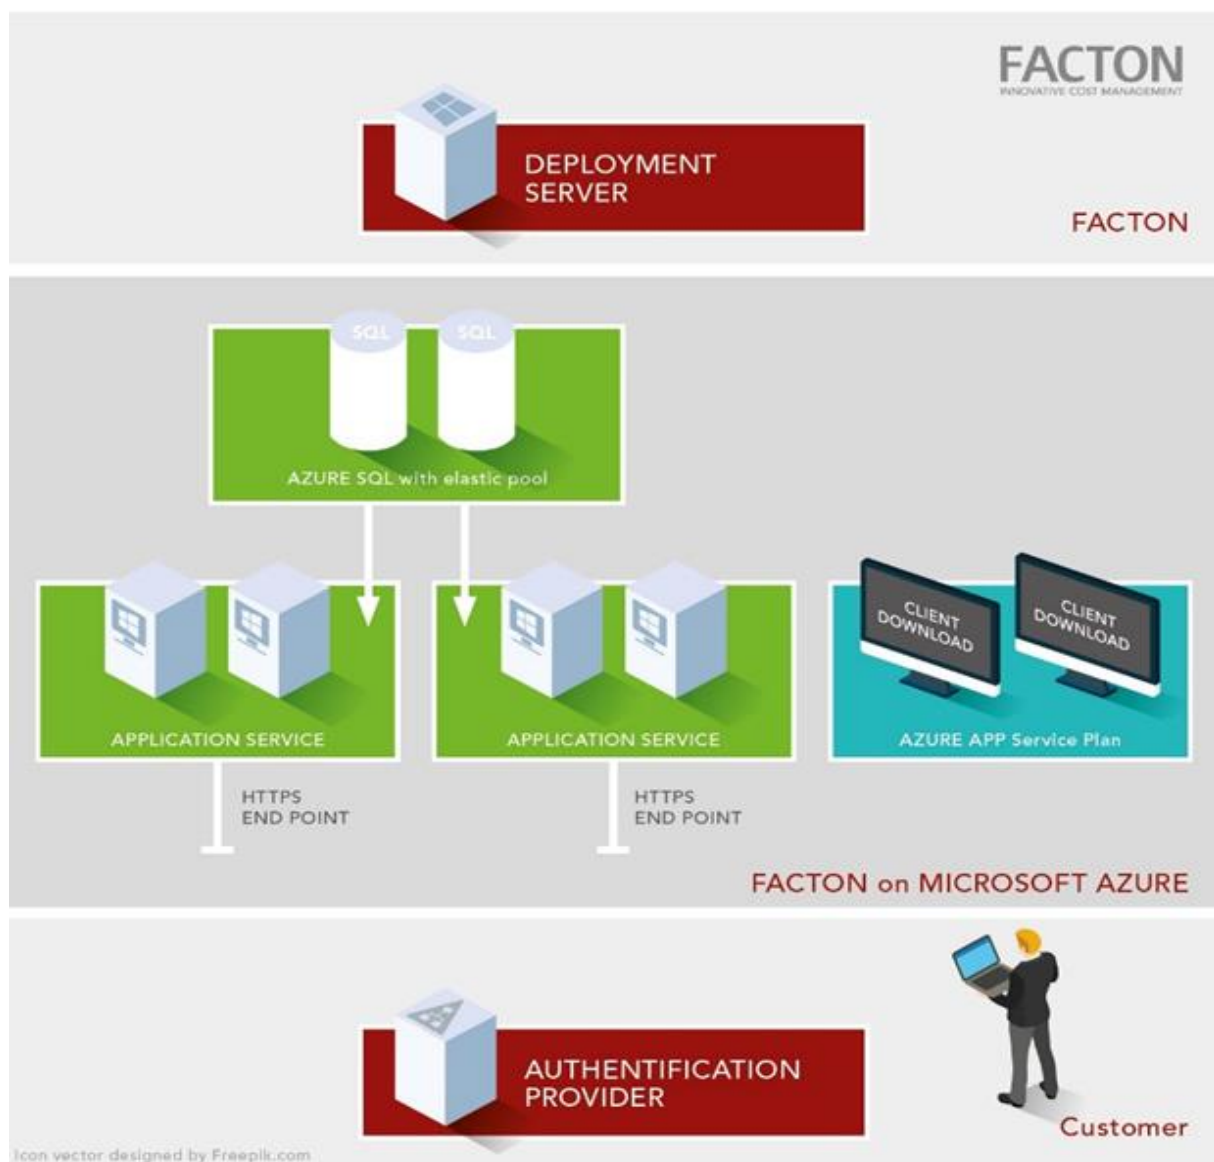 FACTON
INNOVATIVE COST MANAGEMENT
DEPLOYMENT
SERVER
FACTON
SQL
SQL
AZURE SQL with elastic pool
CLIENT
DOWNLOAD
CLIENT
DOWNLOAD
APPLICATION SERVICE
APPLICATION SERVICE
AZURE APP Service Plan
HTTPS
END POINT
HTTPS
END POINT
FACTON on MICROSOFT AZURE
AUTHENTIFICATION
PROVIDER
Customer
Icon vector designed by Freepik.com